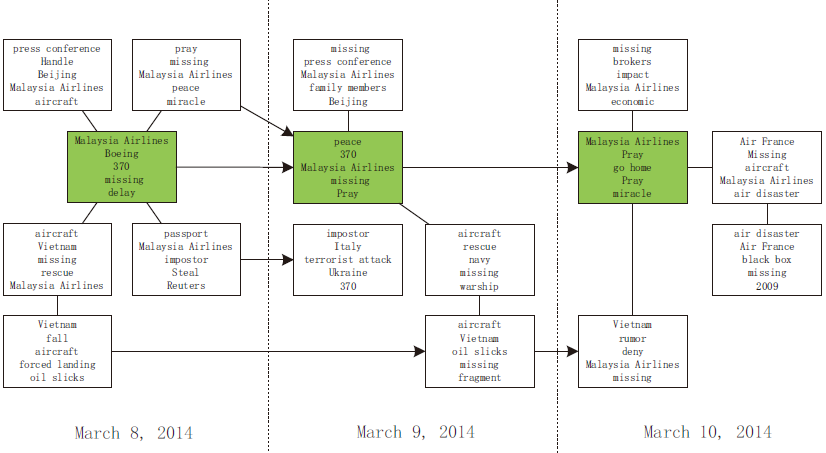 press conference
Handle
Beijing
Malaysia Airlines
aircraft
pray
missing
Malaysia Airlines
peace
miracle
Malaysia Airlines
Boeing
370
missing
delay
aircraft
Vietnam
missing
rescue
Malaysia Airlines
passport
Malaysia Airlines
impostor
Steal
Reuters
Vietnam
fall
aircraft
forced landing
oil slicks
March 8, 2014
missing
press conference
Malaysia Airlines
family members
Beijing
peace
370
Malaysia Airlines
missing
Pray
impostor
Italy
terrorist attack
Ukraine
370
aircraft
rescue
navy
missing
warship
aircraft
Vietnam
oil slicks
missing
fragment
March 9, 2014
missing
brokers
impact
Malaysia Airlines
economic
Malaysia Airlines
Pray
go home
Pray
miracle
Air France
Missing
aircraft
Malaysia Airlines
air disaster
air disaster
Air France
black box
missing
2009
Vietnam
rumor
deny
Malaysia Airlines
missing
March 10, 2014